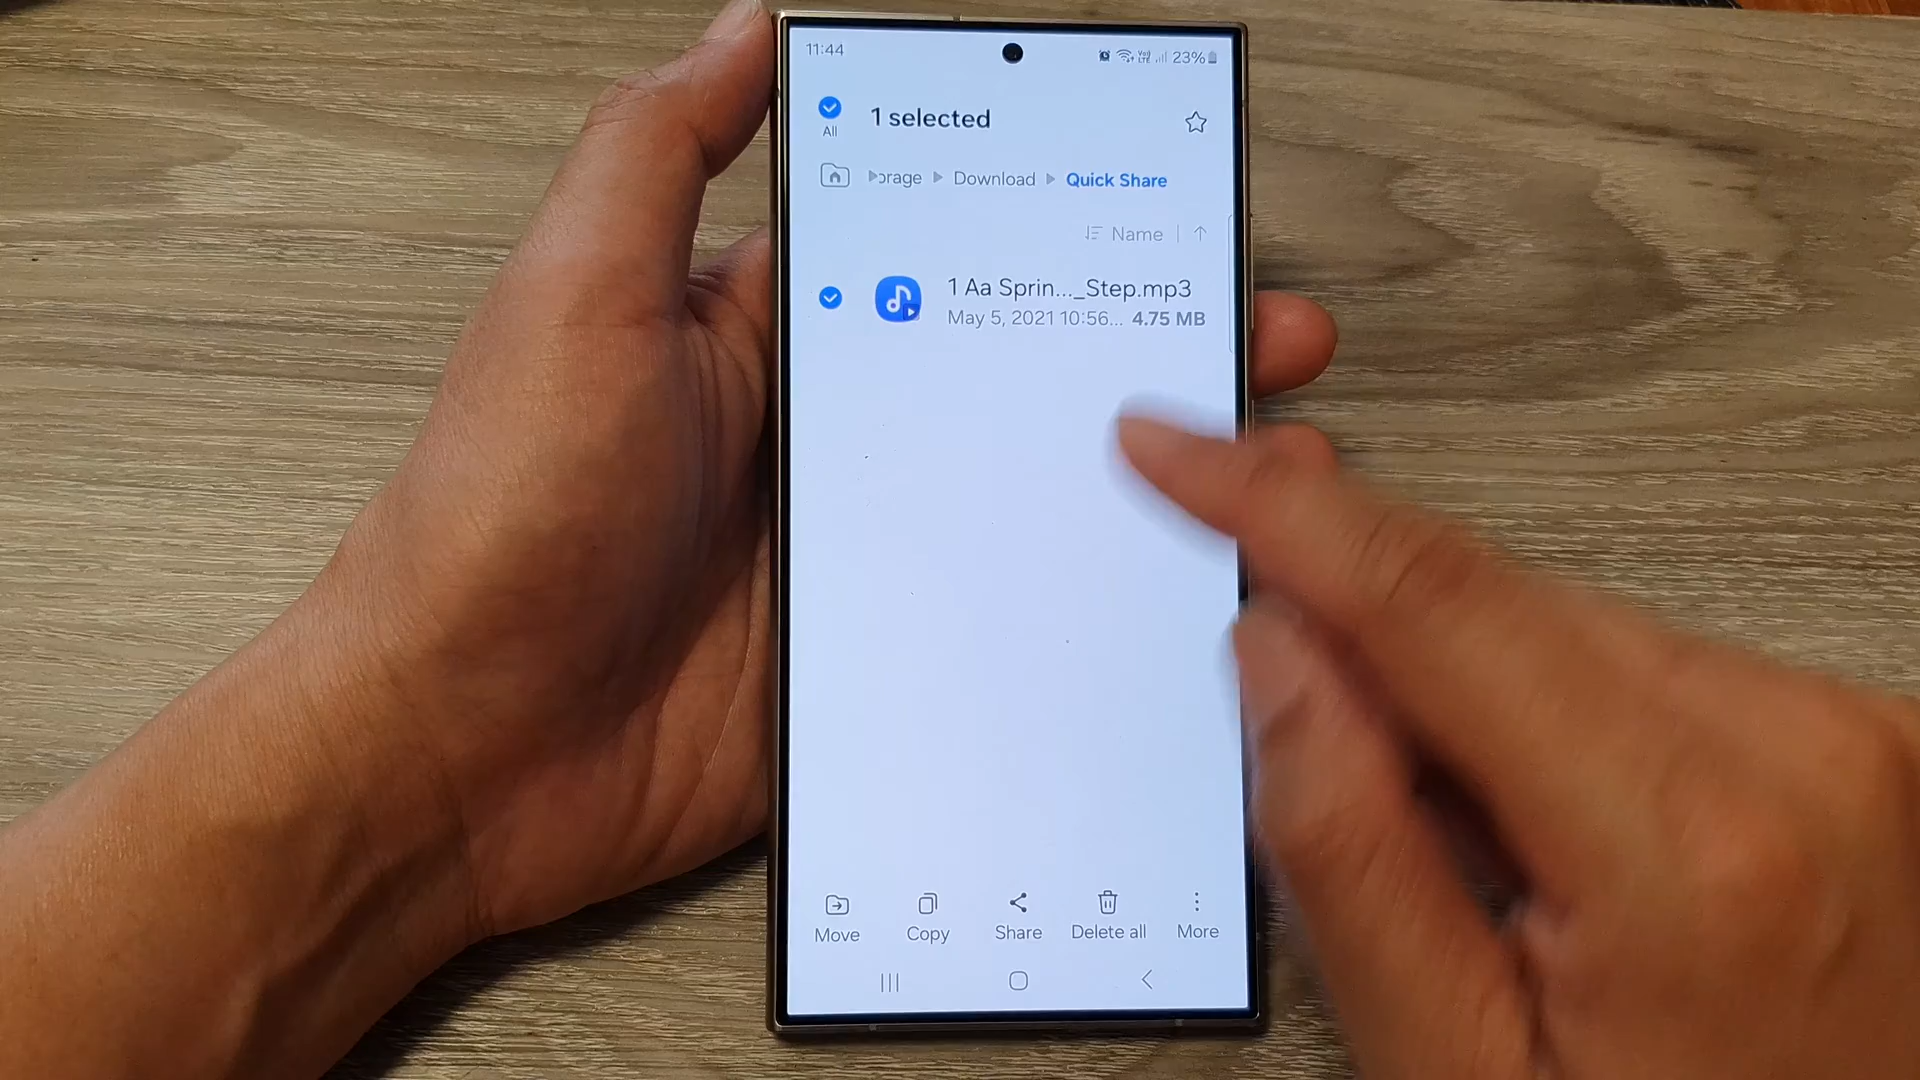 11:44
23%
All
1 selected
Download
Quick Share
Name
1 Aa Sprin..._Step.mp3
May 5, 2021 10:56... 4.75 MB
Move
Copy
Share
Delete all
More